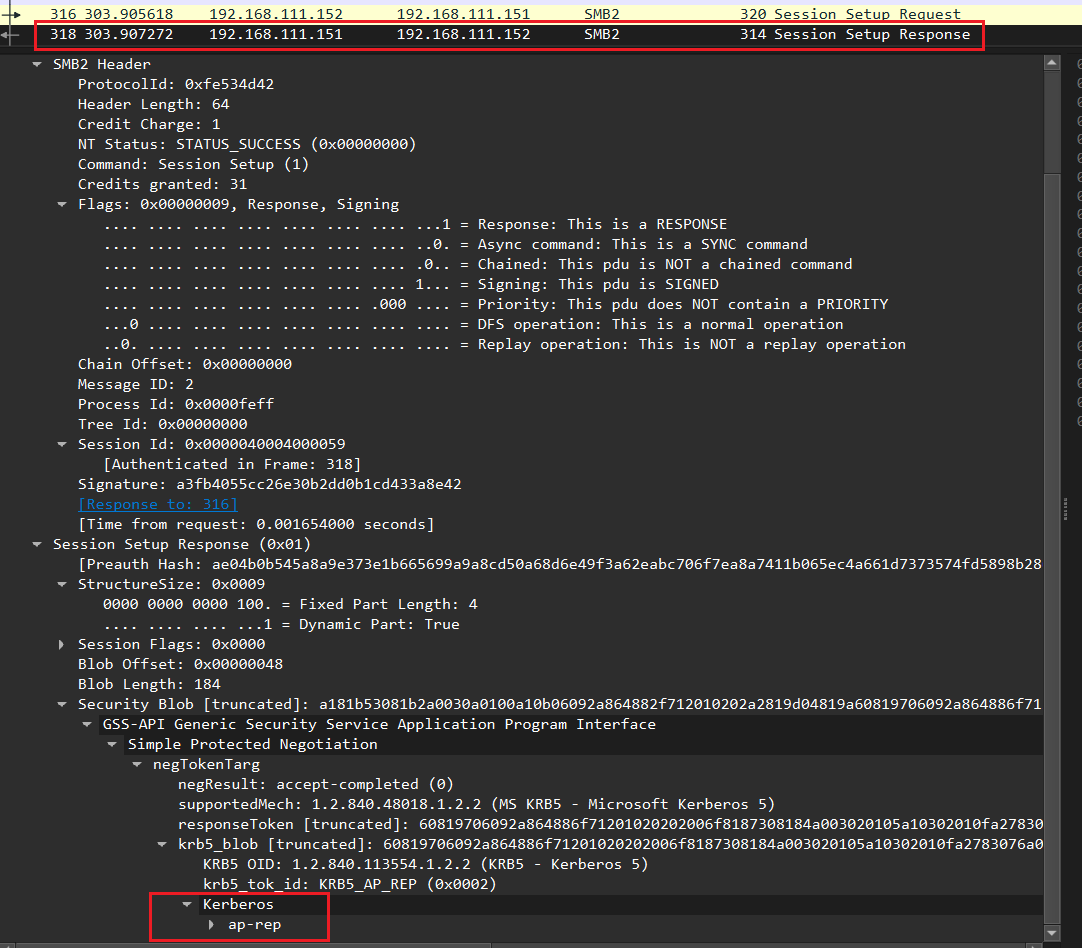 316 303.905618 192.168.111.152 192.168.111.151 SMB2 320 Session Setup Request
318 303.907272 192.168.111.151 192.168.111.152 SMB2 314 Session Setup Response
SMB2 Header
ProtocolId: 0xfe534d42
Header Length: 64
Credit Charge: 1
NT Status: STATUS_SUCCESS (0x00000000)
Command: Session Setup (1)
Credits granted: 31
Flags: 0x00000009, Response, Signing
.... .... .... .... .... .... .... ...1 = Response: This is a RESPONSE
.... .... .... .... .... .... .... ..0. = Async command: This is a SYNC command
.... .... .... .... .... .... .... .0.. = Chained: This pdu is NOT a chained command
.... .... .... .... .... .... .... 1... = Signing: This pdu is SIGNED
.... .... .... .... .... .... .000 .... = Priority: This pdu does NOT contain a PRIORITY
...0 .... .... .... .... .... .... .... = DFS operation: This is a normal operation
..0. .... .... .... .... .... .... .... = Replay operation: This is NOT a replay operation
Chain Offset: 0x00000000
Message ID: 2
Process Id: 0x0000feff
Tree Id: 0x00000000
Session Id: 0x0000040004000059
[Authenticated in Frame: 318]
Signature: a3fb4055cc26e30b2dd0b1cd433a8e42
[Response to: 316]
[Time from request: 0.001654000 seconds]
Session Setup Response (0x01)
[Preauth Hash: ae04b0b545a8a9e373e1b665699a9a8cd50a68d6e49f3a62eabc706f7ea8a7411b065ec4a661d7373574fd5898b28
StructureSize: 0x0009
0000 0000 0000 100. = Fixed Part Length: 4
.... .... .... ...1 = Dynamic Part: True
Session Flags: 0x0000
Blob Offset: 0x00000048
Blob Length: 184
Security Blob [truncated]: a181b53081b2a0030a0100a10b06092a864882f712010202a2819d04819a60819706092a864886f71
GSS-API Generic Security Service Application Program Interface
Simple Protected Negotiation
negTokenTarg
negResult: accept-completed (0)
supportedMech: 1.2.840.48018.1.2.2 (MS KRB5 - Microsoft Kerberos 5)
responseToken [truncated]: 60819706092a864886f71201020202006f8187308184a003020105a10302010fa27830
krb5_blob [truncated]: 60819706092a864886f71201020202006f8187308184a003020105a10302010fa2783076a0
KRB5 OID: 1.2.840.113554.1.2.2 (KRB5 - Kerberos 5)
krb5_tok_id: KRB5_AP_REP (0x0002)
Kerberos
ap-rep